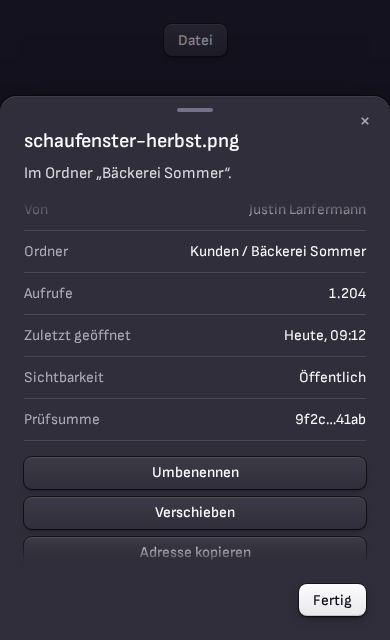 Datei
×
schaufenster-herbst.png
Im Ordner „Bäckerei Sommer“.
Von Justin Lanfermann
Ordner Kunden / Bäckerei Sommer
Aufrufe 1.204
Zuletzt geöffnet Heute, 09:12
Sichtbarkeit Öffentlich
Prüfsumme 9f2c…41ab
Umbenennen
Verschieben
Adresse kopieren
Fertig